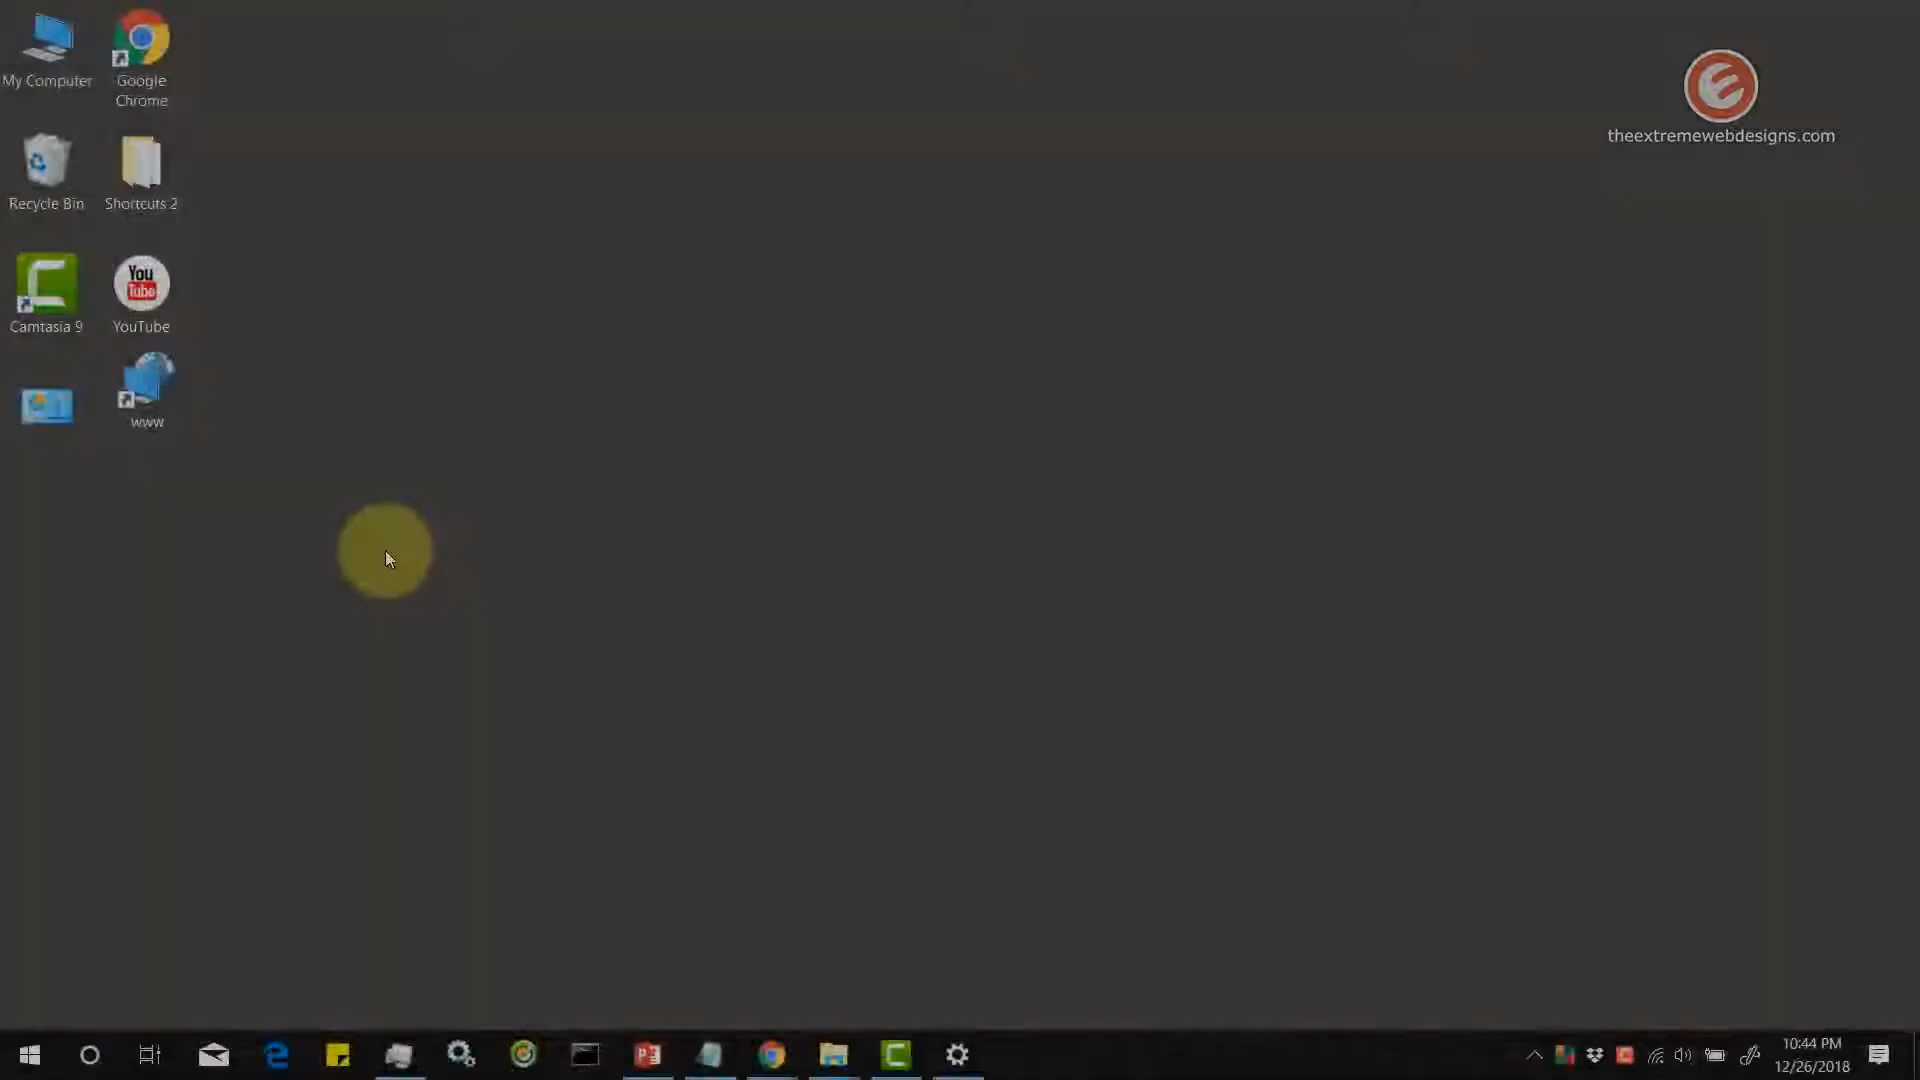 My Computer
Google
Chrome
theextremewebdesigns.com
Recycle Bin
Shortcuts 2
You
Tube
Camtasia 9
YouTube
www
10:44 PM
12/26/2018